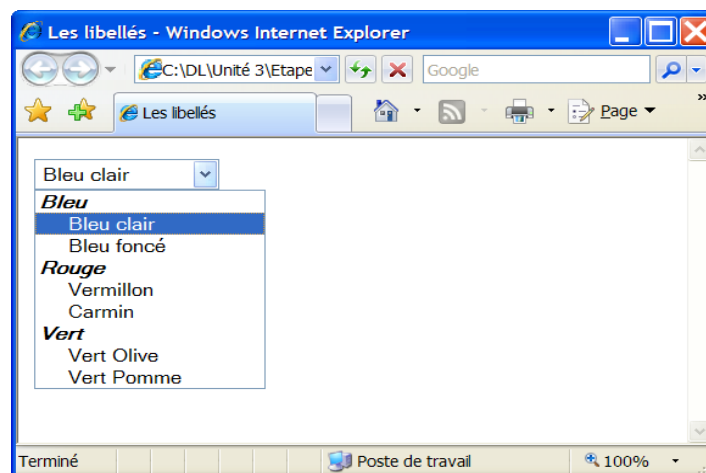 Les libellés - Windows Internet Explorer
C:\DL\Unité 3\Etape
Google
Les libellés
Page
»
Bleu clair
Bleu
Bleu clair
Bleu foncé
Rouge
Vermillon
Carmin
Vert
Vert Olive
Vert Pomme
Terminé Poste de travail 100%